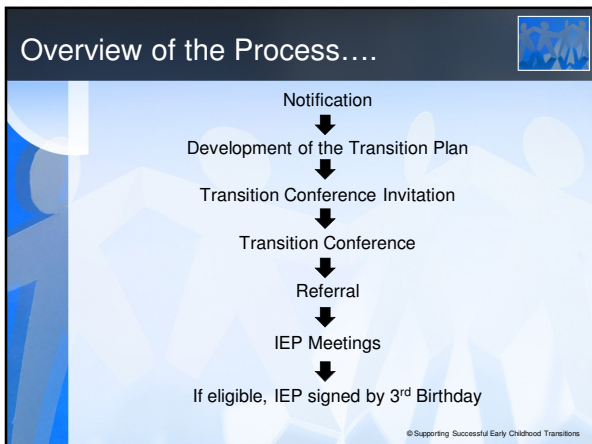 Overview of the Process….
Notification
Development of the Transition Plan
Transition Conference Invitation
Transition Conference
Referral
IEP Meetings
If eligible, IEP signed by 3rd Birthday
© Supporting Successful Early Childhood Transitions